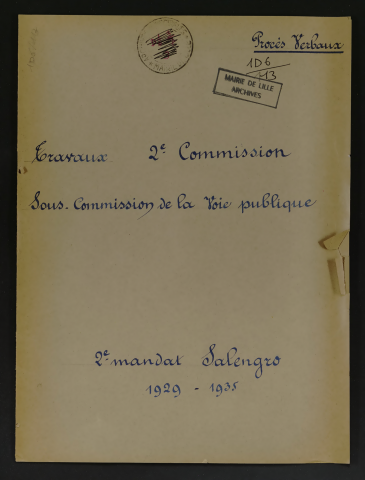 Procès Verbaux
1D6
13
MAIRIE DE LILLE
ARCHIVES
Travaux 2e Commission
Sous-Commission de la Voie publique
2e mandat Salengro
1929 - 1935